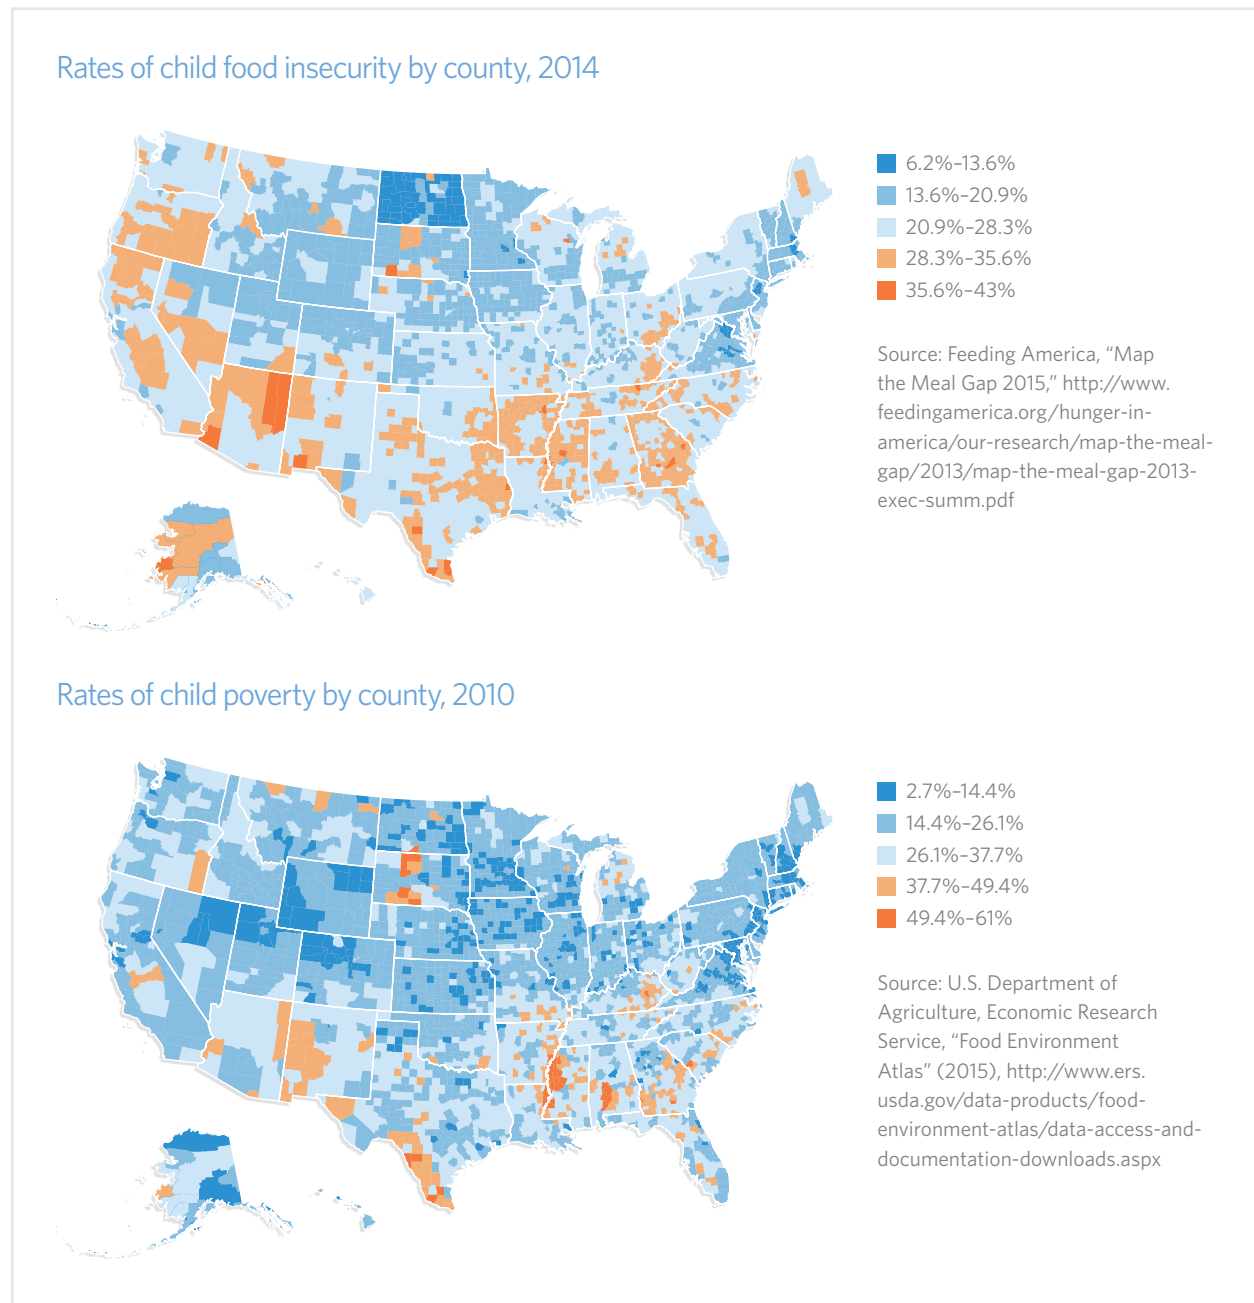 Rates of child food insecurity by county, 2014
6.2%–13.6%
13.6%–20.9%
20.9%–28.3%
28.3%–35.6%
35.6%–43%
Source: Feeding America, “Map
the Meal Gap 2015,” http://www.
feedingamerica.org/hunger-in-
america/our-research/map-the-meal-
gap/2013/map-the-meal-gap-2013-
exec-summ.pdf
Rates of child poverty by county, 2010
2.7%–14.4%
14.4%–26.1%
26.1%–37.7%
37.7%–49.4%
49.4%–61%
Source: U.S. Department of
Agriculture, Economic Research
Service, “Food Environment
Atlas” (2015), http://www.ers.
usda.gov/data-products/food-
environment-atlas/data-access-and-
documentation-downloads.aspx